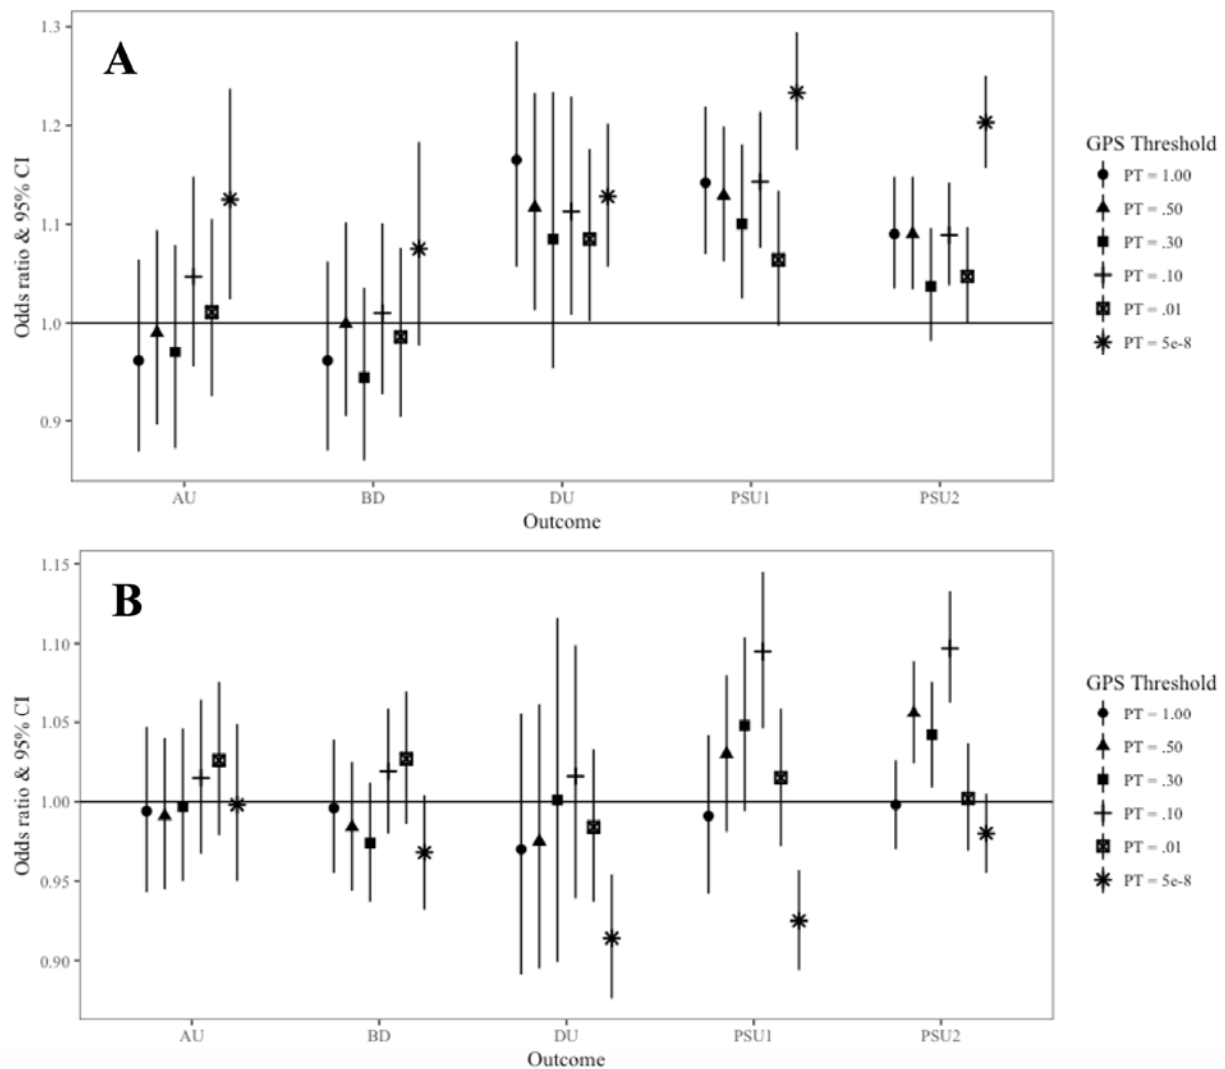 A
Odds ratio & 95% CI
1.3
1.2
1.1
1.0
0.9
AU BD DU PSU1 PSU2
Outcome
GPS Threshold
PT = 1.00
PT = .50
PT = .30
PT = .10
PT = .01
PT = 5e-8
B
Odds ratio & 95% CI
1.15
1.10
1.05
1.00
0.95
0.90
AU BD DU PSU1 PSU2
Outcome
GPS Threshold
PT = 1.00
PT = .50
PT = .30
PT = .10
PT = .01
PT = 5e-8